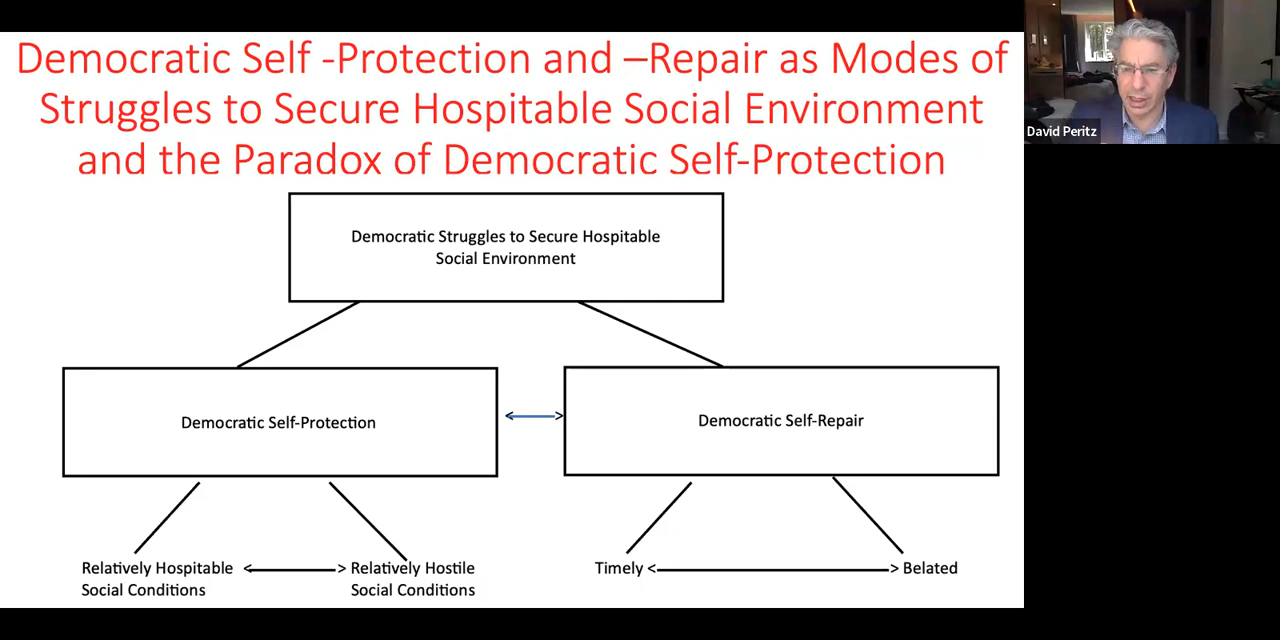 Democratic Self -Protection and –Repair as Modes of
Struggles to Secure Hospitable Social Environment
and the Paradox of Democratic Self-Protection
David Peritz
Democratic Struggles to Secure Hospitable
Social Environment
Democratic Self-Protection
Democratic Self-Repair
Relatively Hospitable
Social Conditions
Relatively Hostile
Social Conditions
Timely
Belated